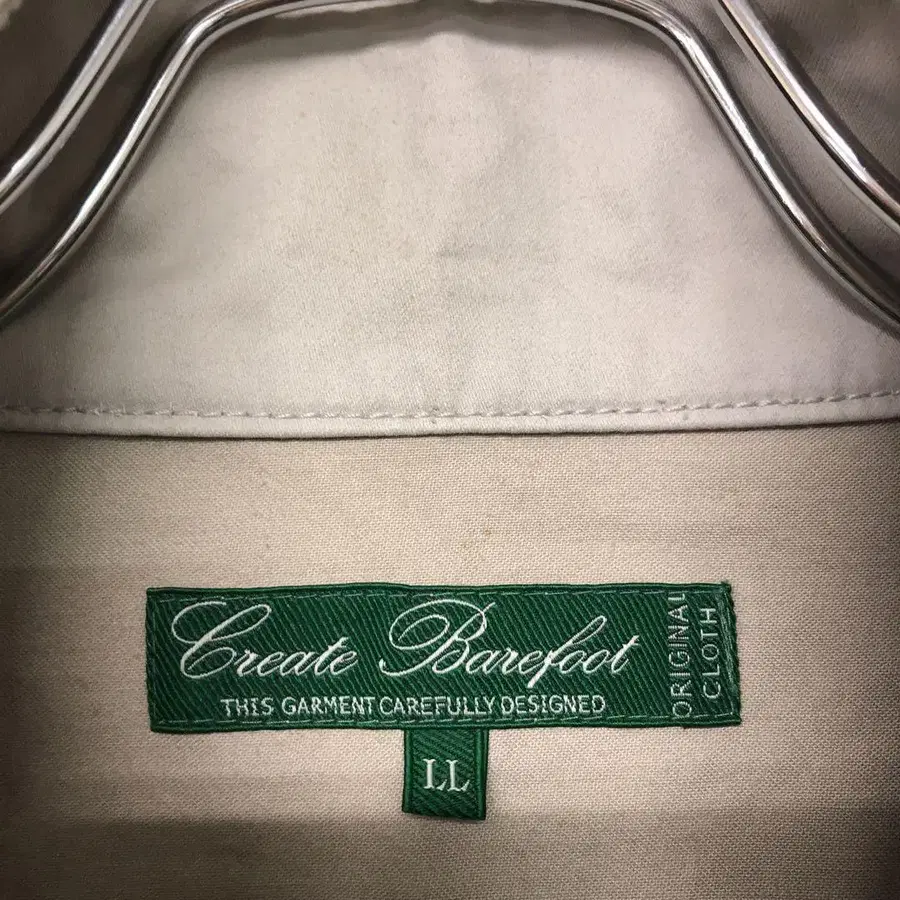 Create Barefoot
THIS GARMENT CAREFULLY DESIGNED
ORIGINAL
CLOTH
LL